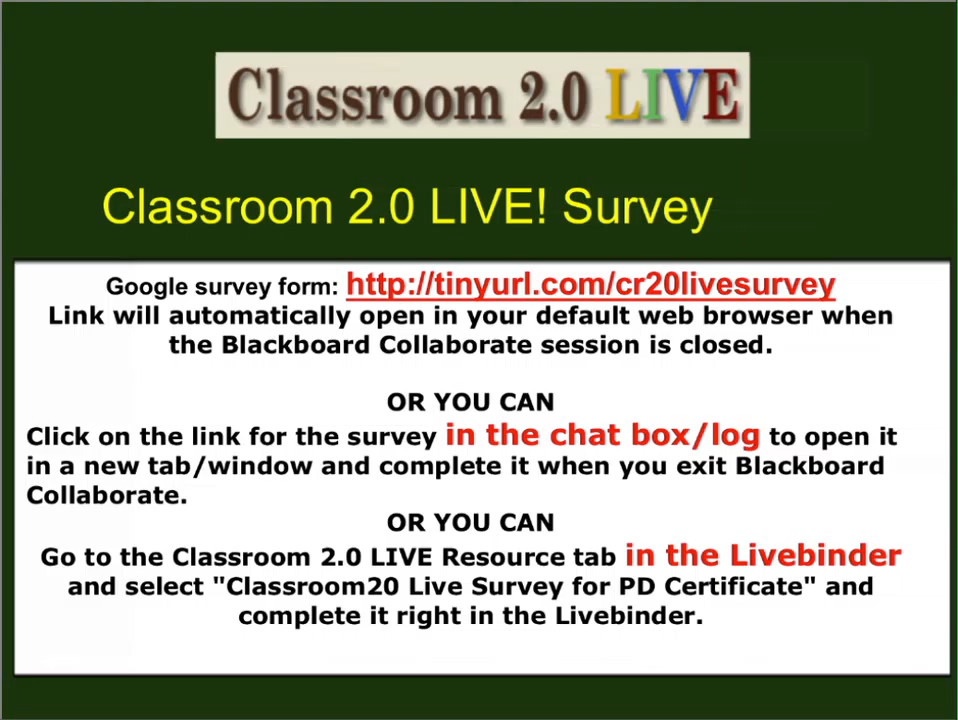 Classroom 2.0 LIVE
Classroom 2.0 LIVE! Survey
Google survey form: http://tinyurl.com/cr20livesurvey
Link will automatically open in your default web browser when
the Blackboard Collaborate session is closed.
OR YOU CAN
Click on the link for the survey in the chat box/log to open it
in a new tab/window and complete it when you exit Blackboard
Collaborate.
OR YOU CAN
Go to the Classroom 2.0 LIVE Resource tab in the Livebinder
and select "Classroom20 Live Survey for PD Certificate" and
complete it right in the Livebinder.